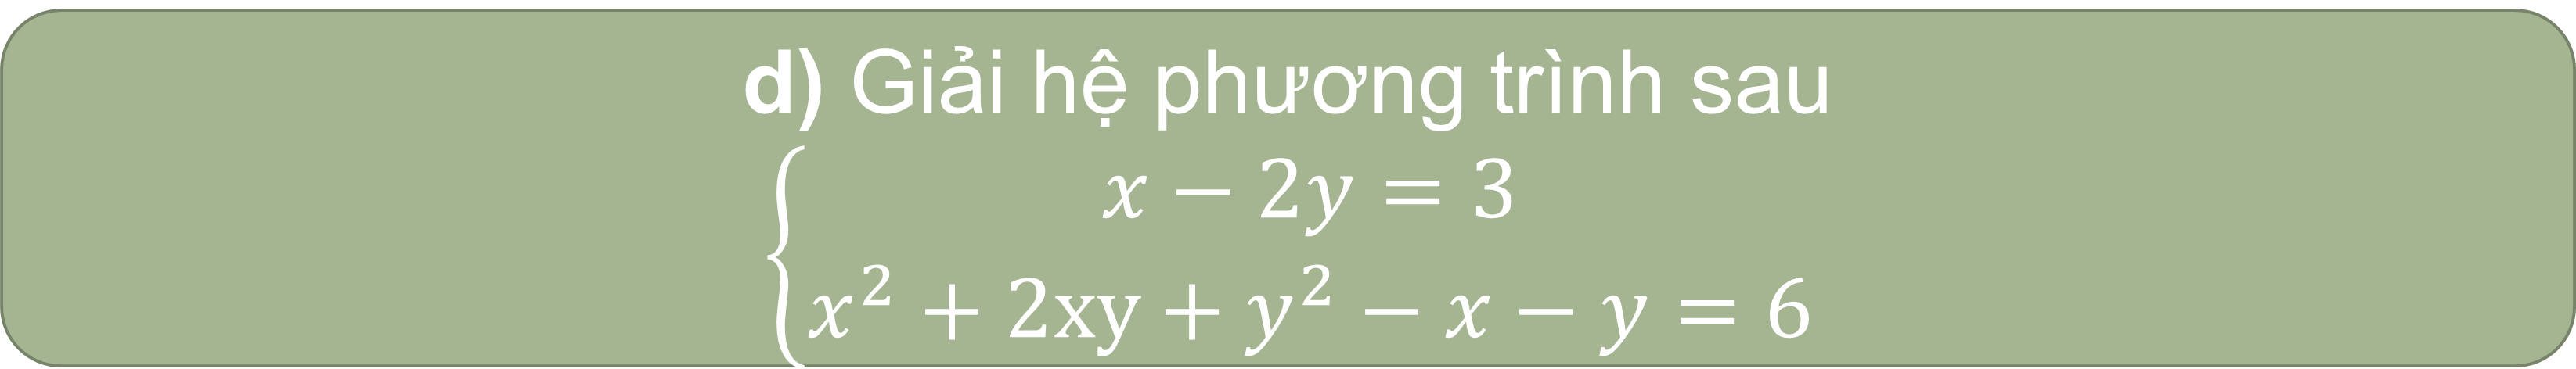 d) Giải hệ phương trình sau
x − 2y = 3
x² + 2xy + y² − x − y = 6